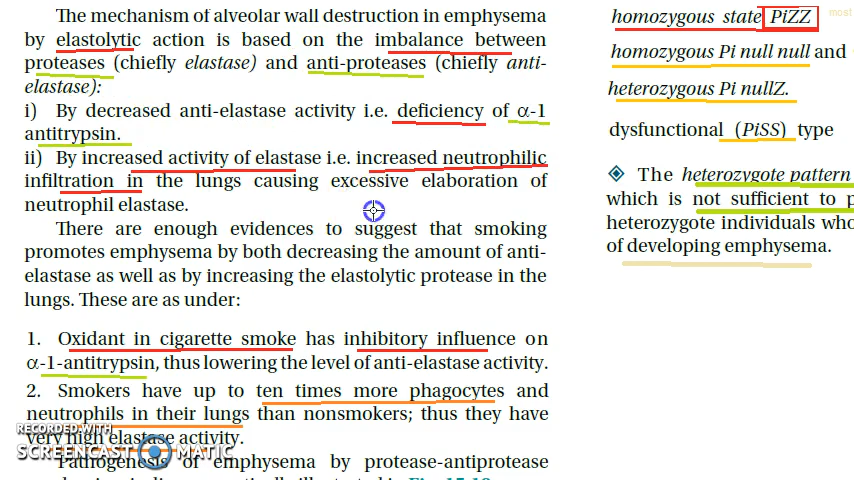 The mechanism of alveolar wall destruction in emphysema
by elastolytic action is based on the imbalance between
proteases (chiefly elastase) and anti-proteases (chiefly anti-
elastase):
i) By decreased anti-elastase activity i.e. deficiency of α-1
antitrypsin.
ii) By increased activity of elastase i.e. increased neutrophilic
infiltration in the lungs causing excessive elaboration of
neutrophil elastase.
There are enough evidences to suggest that smoking
promotes emphysema by both decreasing the amount of anti-
elastase as well as by increasing the elastolytic protease in the
lungs. These are as under:
1. Oxidant in cigarette smoke has inhibitory influence on
α-1-antitrypsin, thus lowering the level of anti-elastase activity.
2. Smokers have up to ten times more phagocytes and
neutrophils in their lungs than nonsmokers; thus they have
very high elastase activity.
Pathogenesis of emphysema by protease-antiprotease
homozygous state PiZZ most
homozygous Pi null null and
heterozygous Pi nullZ.
dysfunctional (PiSS) type
The heterozygote pattern
which is not sufficient to p
heterozygote individuals who
of developing emphysema.
RECORDED WITH
SCREENCAST MATIC